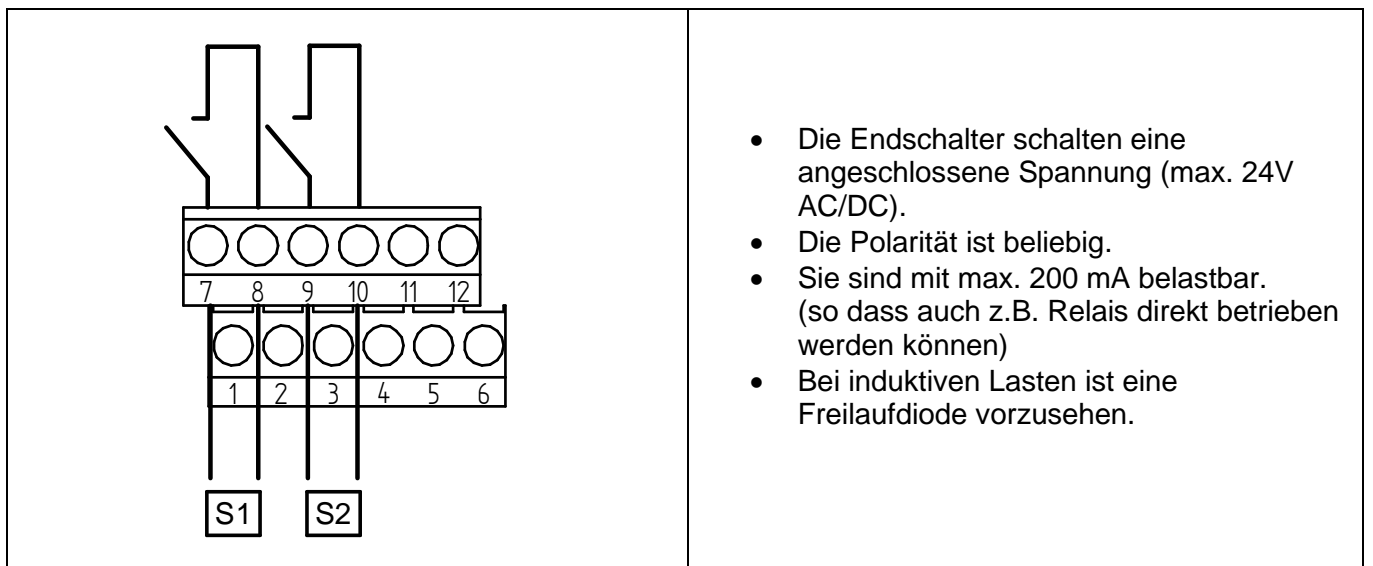 7 8 9 10 11 12
1 2 3 4 5 6
S1 S2
• Die Endschalter schalten eine
angeschlossene Spannung (max. 24V
AC/DC).
• Die Polarität ist beliebig.
• Sie sind mit max. 200 mA belastbar.
(so dass auch z.B. Relais direkt betrieben
werden können)
• Bei induktiven Lasten ist eine
Freilaufdiode vorzusehen.